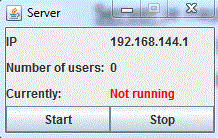 Server
IP 192.168.144.1
Number of users: 0
Currently: Not running
Start Stop